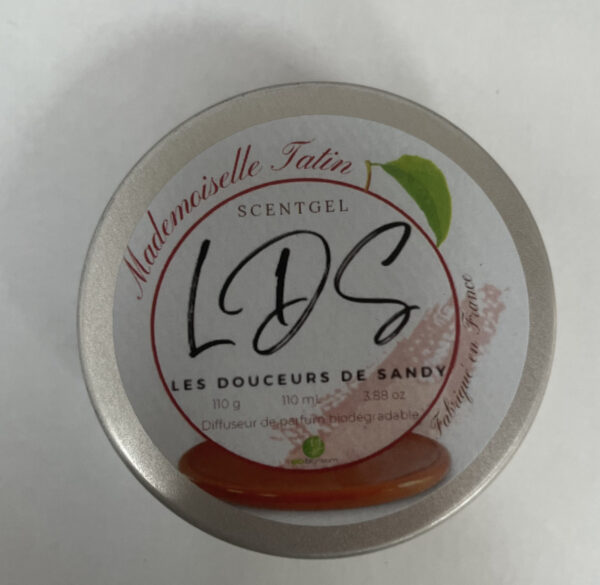 Mademoiselle Tatin
SCENTGEL
LDS
LES DOUCEURS DE SANDY
110 g 110 ml 3.88 oz
Diffuseur de parfum biodégradable
Fabriqué en France